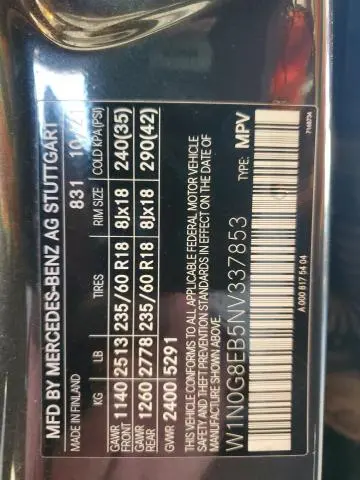 MFD BY MERCEDES-BENZ AG STUTTGART
MADE IN FINLAND 831 10/21
KG LB TIRES RIM SIZE COLD KPA(PSI)
GAWR FRONT 1140 2513 235/60 R18 8Jx18 240(35)
GAWR REAR 1260 2778 235/60 R18 8Jx18 290(42)
GVWR 2400 5291
THIS VEHICLE CONFORMS TO ALL APPLICABLE FEDERAL MOTOR VEHICLE
SAFETY AND THEFT PREVENTION STANDARDS IN EFFECT ON THE DATE OF
MANUFACTURE SHOWN ABOVE.
W1N0G8EB5NV337853 TYPE: MPV
A 000 817 54 04